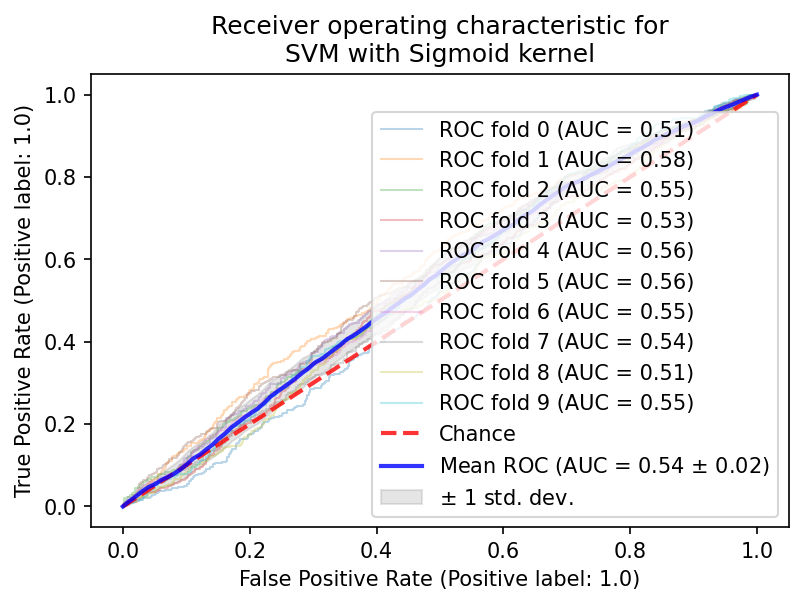 Receiver operating characteristic for
SVM with Sigmoid kernel
True Positive Rate (Positive label: 1.0)
1.0
0.8
0.6
0.4
0.2
0.0
ROC fold 0 (AUC = 0.51)
ROC fold 1 (AUC = 0.58)
ROC fold 2 (AUC = 0.55)
ROC fold 3 (AUC = 0.53)
ROC fold 4 (AUC = 0.56)
ROC fold 5 (AUC = 0.56)
ROC fold 6 (AUC = 0.55)
ROC fold 7 (AUC = 0.54)
ROC fold 8 (AUC = 0.51)
ROC fold 9 (AUC = 0.55)
Chance
Mean ROC (AUC = 0.54 ± 0.02)
± 1 std. dev.
0.0 0.2 0.4 0.6 0.8 1.0
False Positive Rate (Positive label: 1.0)